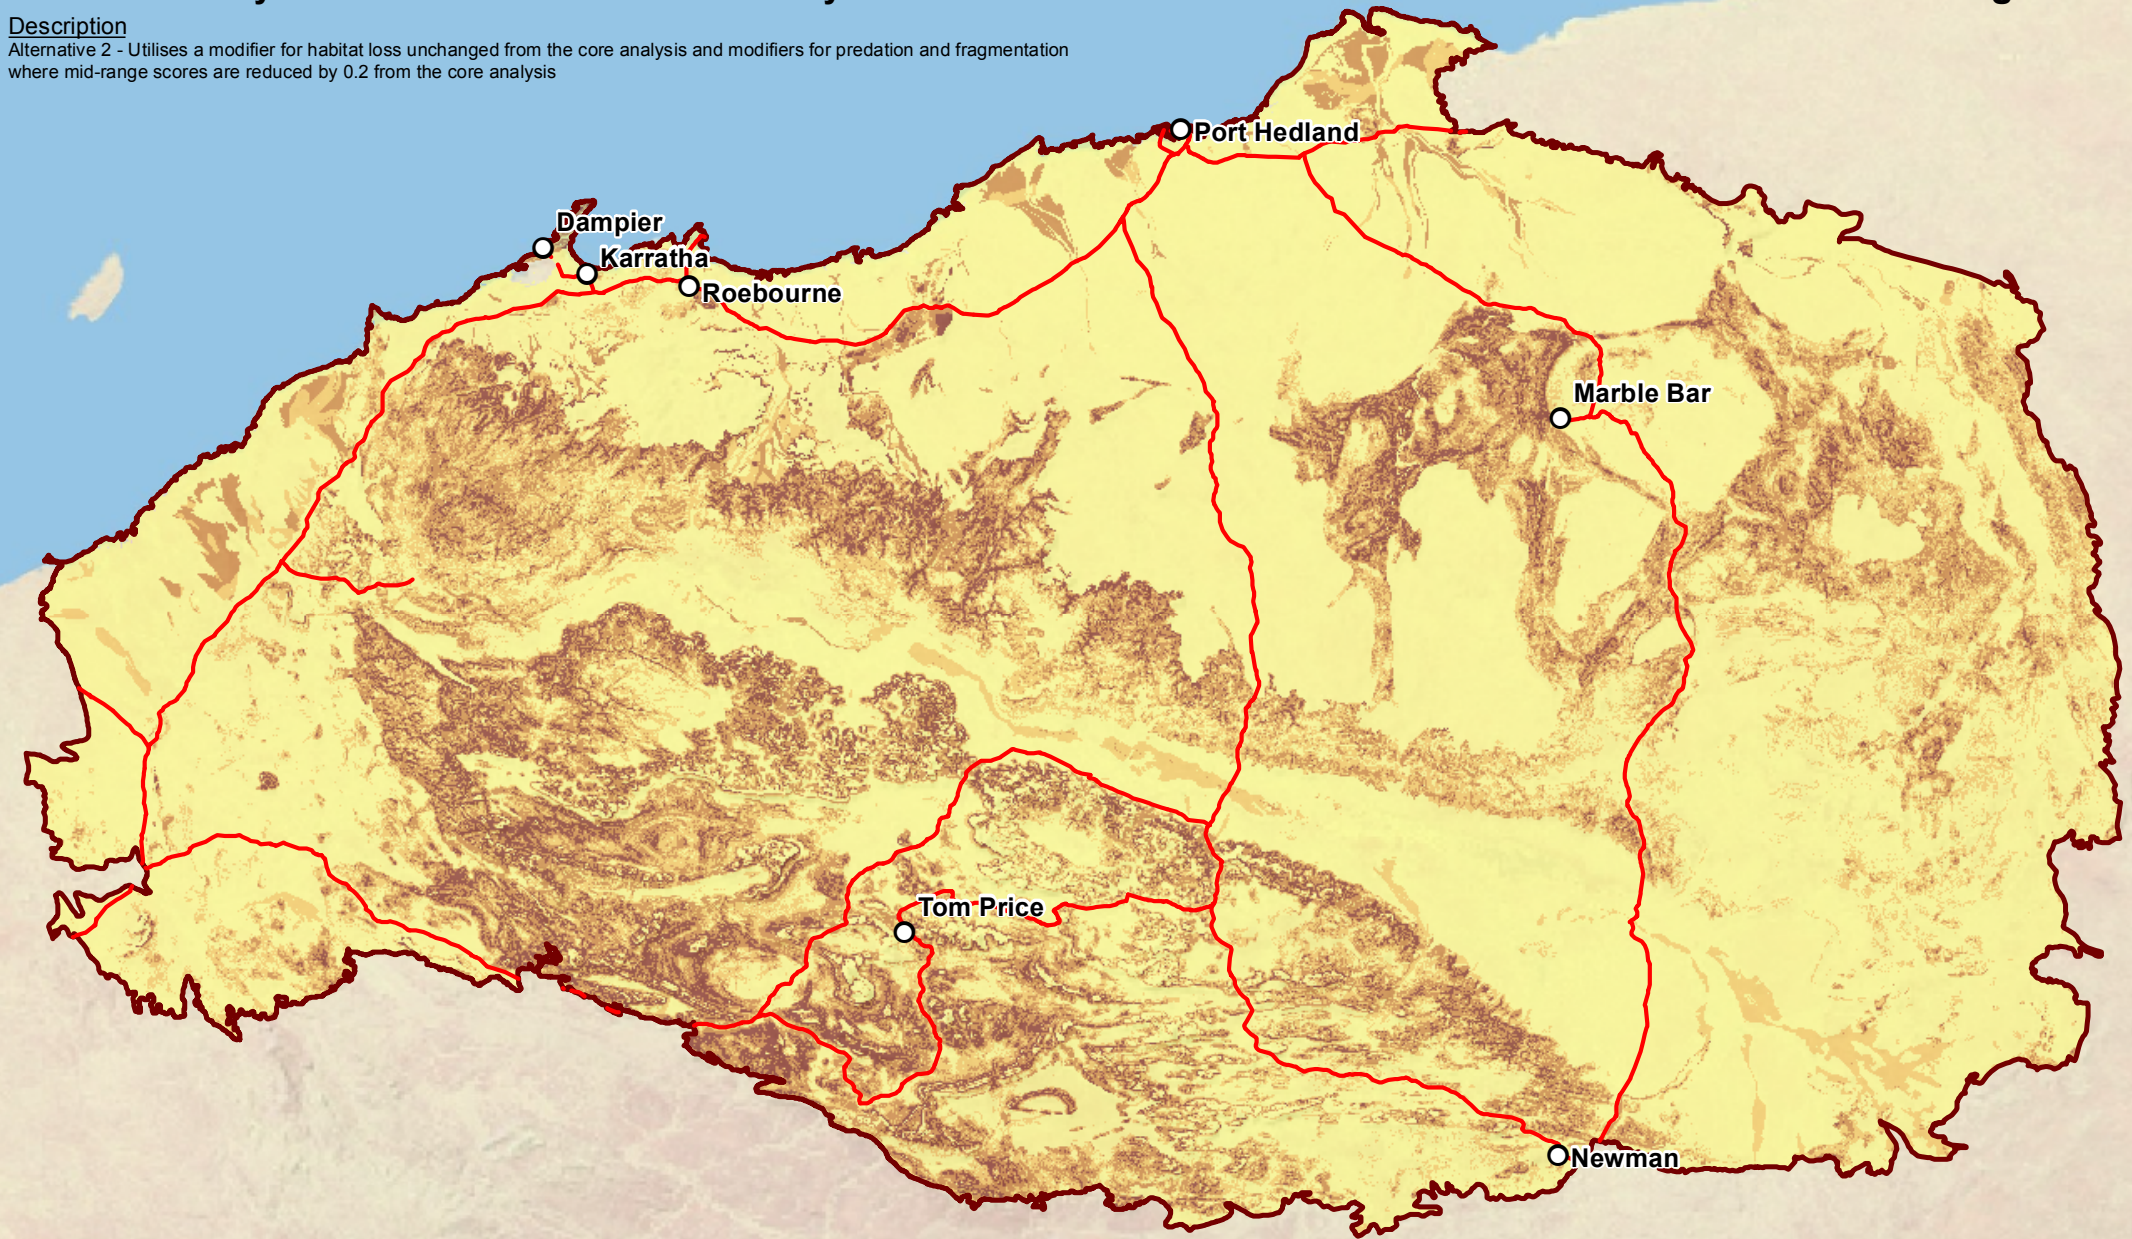 Description
Alternative 2 - Utilises a modifier for habitat loss unchanged from the core analysis and modifiers for predation and fragmentation
where mid-range scores are reduced by 0.2 from the core analysis
Port Hedland
Dampier
Karratha
Roebourne
Marble Bar
Tom Price
Newman